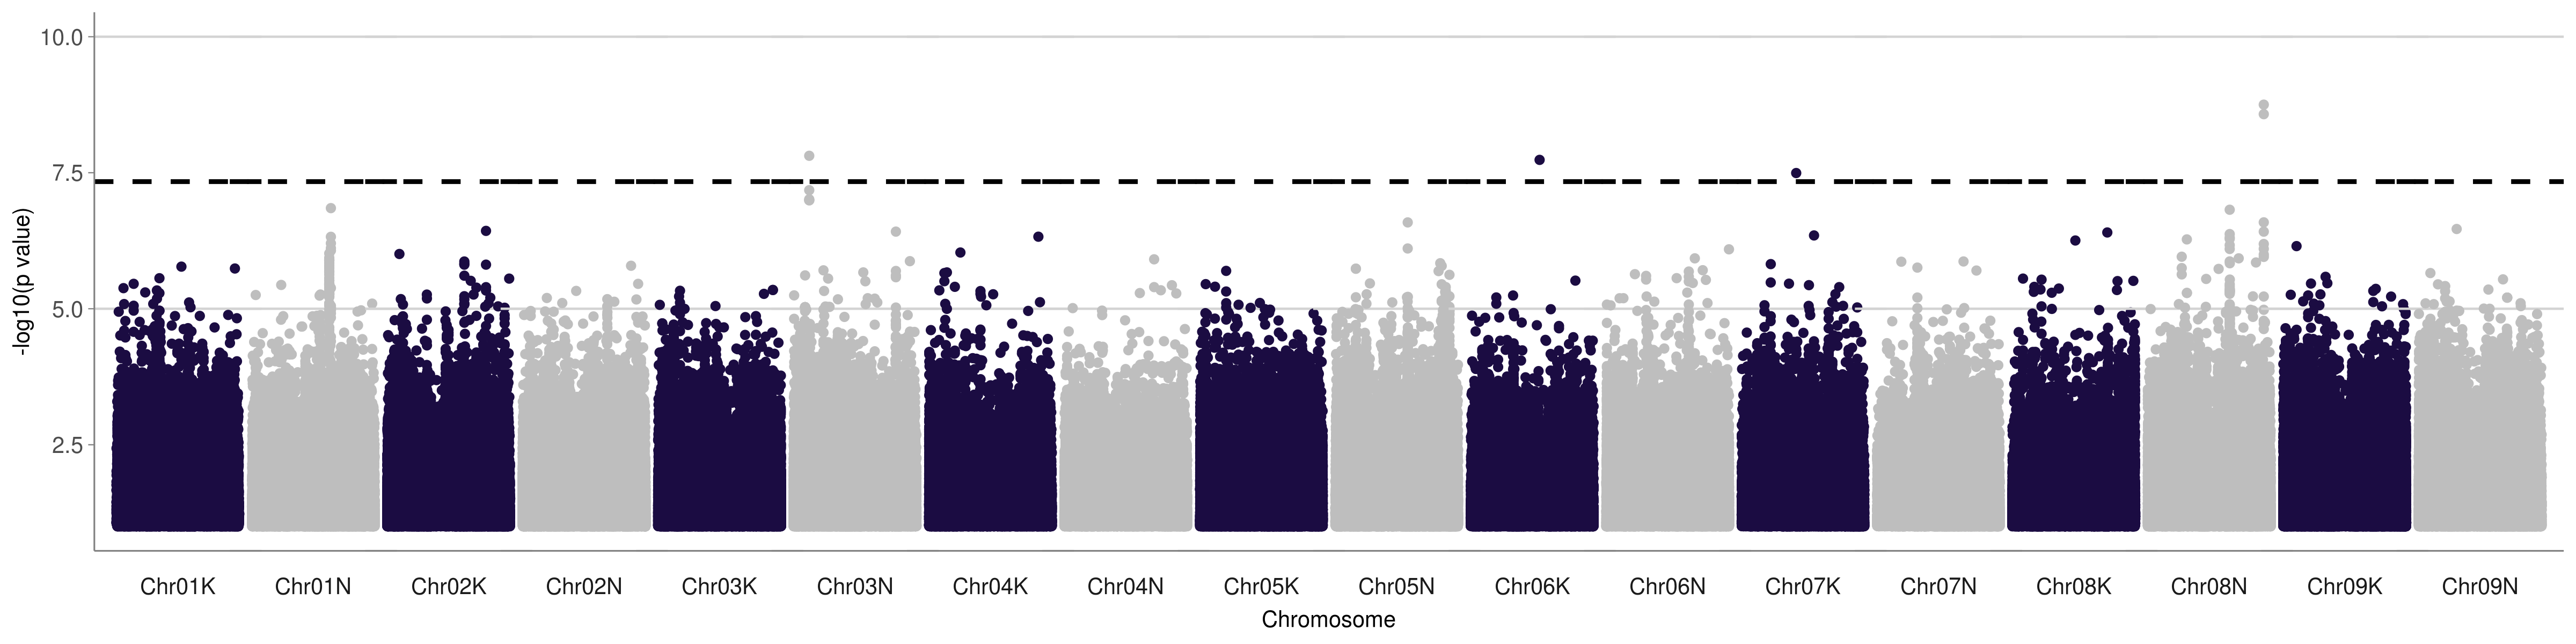 10.0
7.5
5.0
2.5
-log10(p value)
Chr01K Chr01N Chr02K Chr02N Chr03K Chr03N Chr04K Chr04N Chr05K Chr05N Chr06K Chr06N Chr07K Chr07N Chr08K Chr08N Chr09K Chr09N
Chromosome